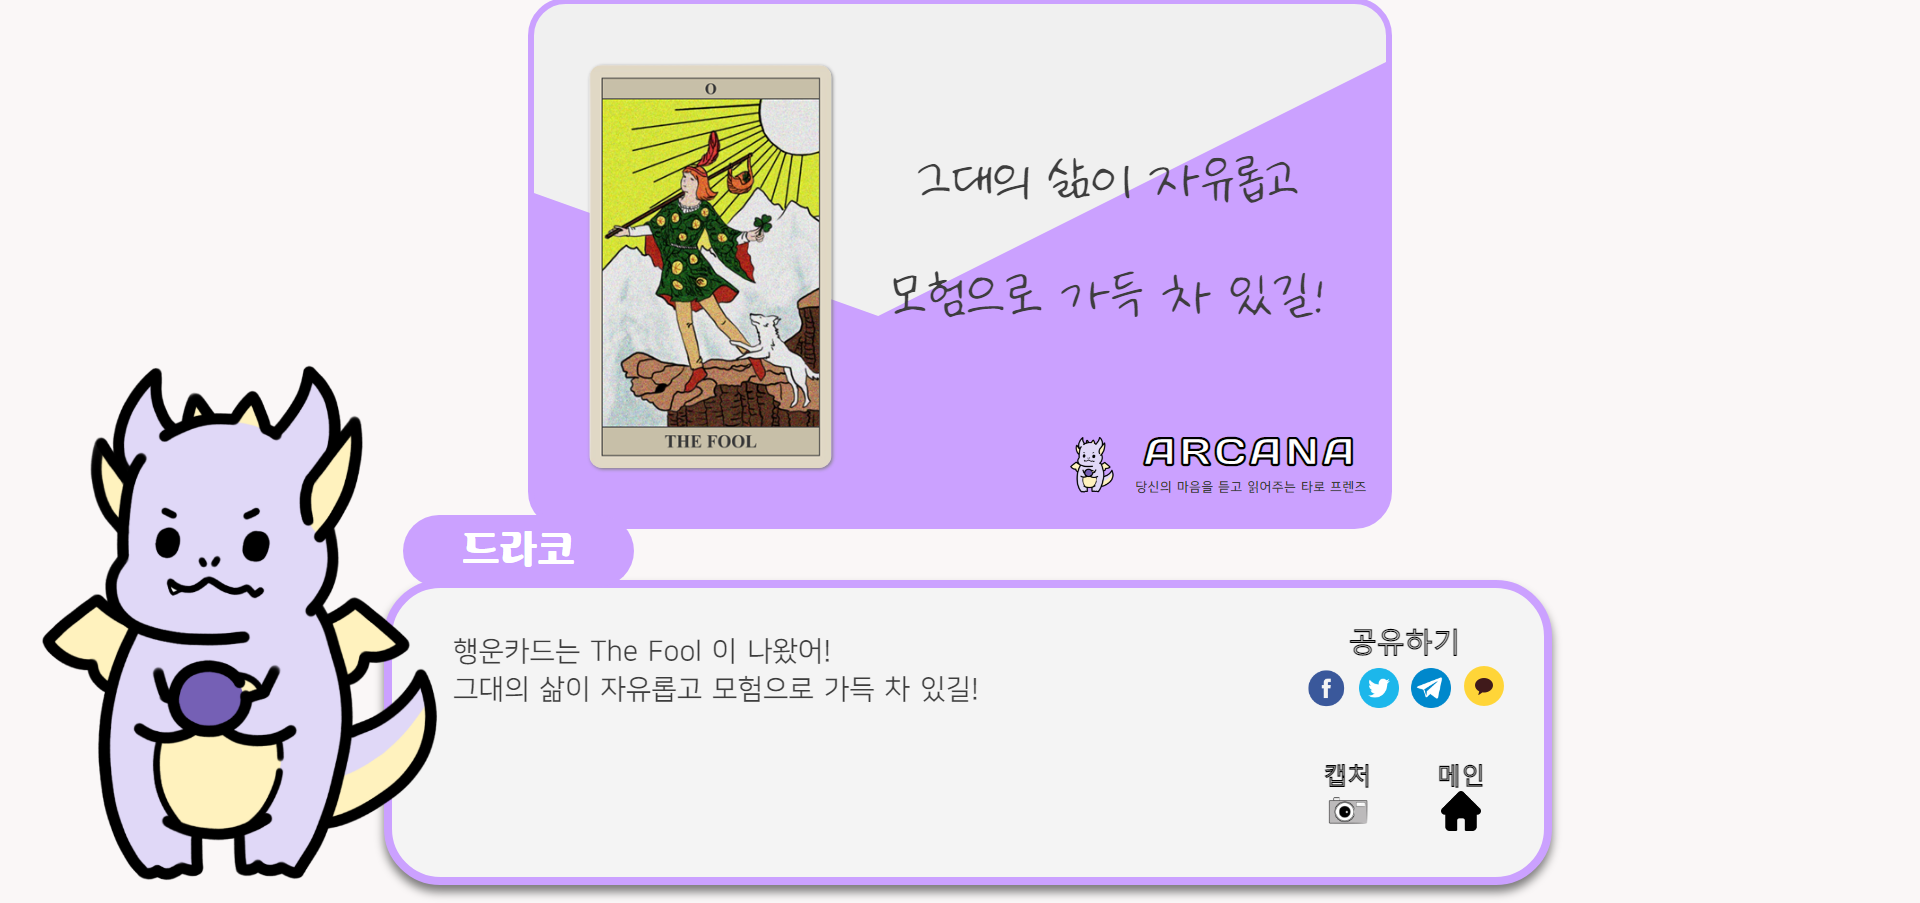 0
그대의 삶이 자유롭고
모험으로 가득 차 있길!
THE FOOL
ARCANA
당신의 마음을 듣고 읽어주는 타로 프렌즈
드라코
행운카드는 The Fool 이 나왔어!
그대의 삶이 자유롭고 모험으로 가득 차 있길!
공유하기
캡처
메인